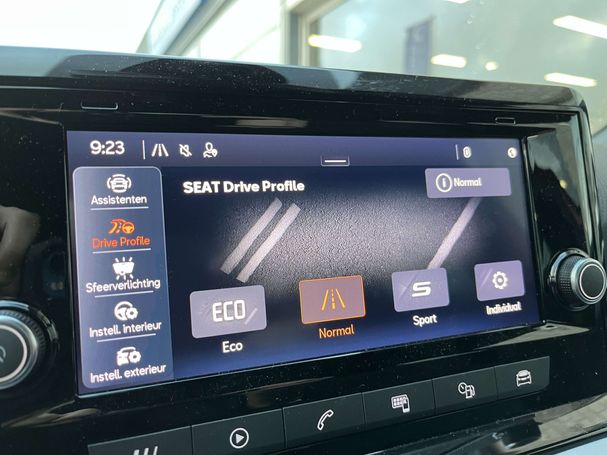 9:23
SEAT Drive Profile
Normal
Assistenten
Drive Profile
Sfeerverlichting
Instell. interieur
Instell. exterieur
ECO
Eco
Normal
S
Sport
Individual